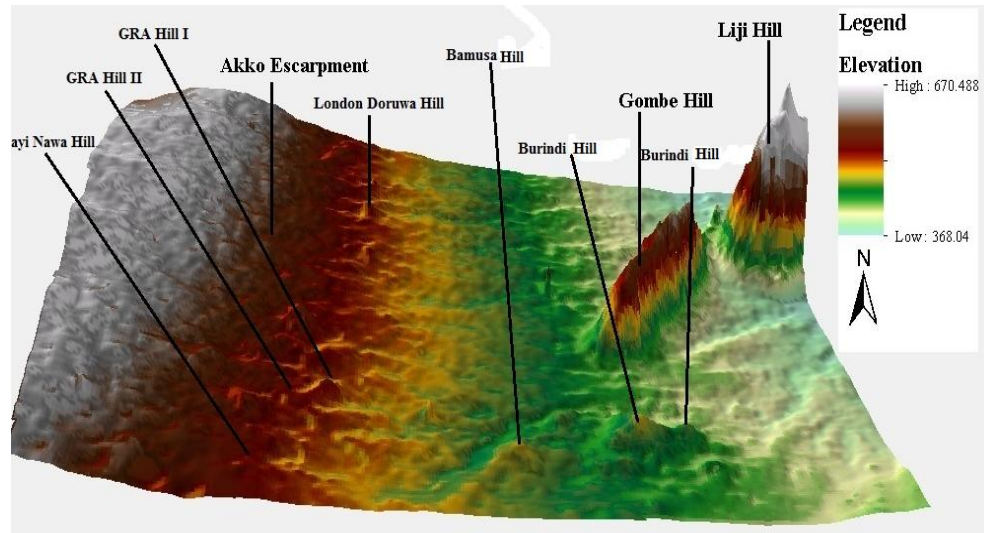 GRA Hill I
GRA Hill II
ayi Nawa Hill
Akko Escarpment
London Doruwa Hill
Bamusa Hill
Burindi Hill
Gombe Hill
Burindi Hill
Liji Hill
Legend
Elevation
High : 670.488
Low : 368.04
N